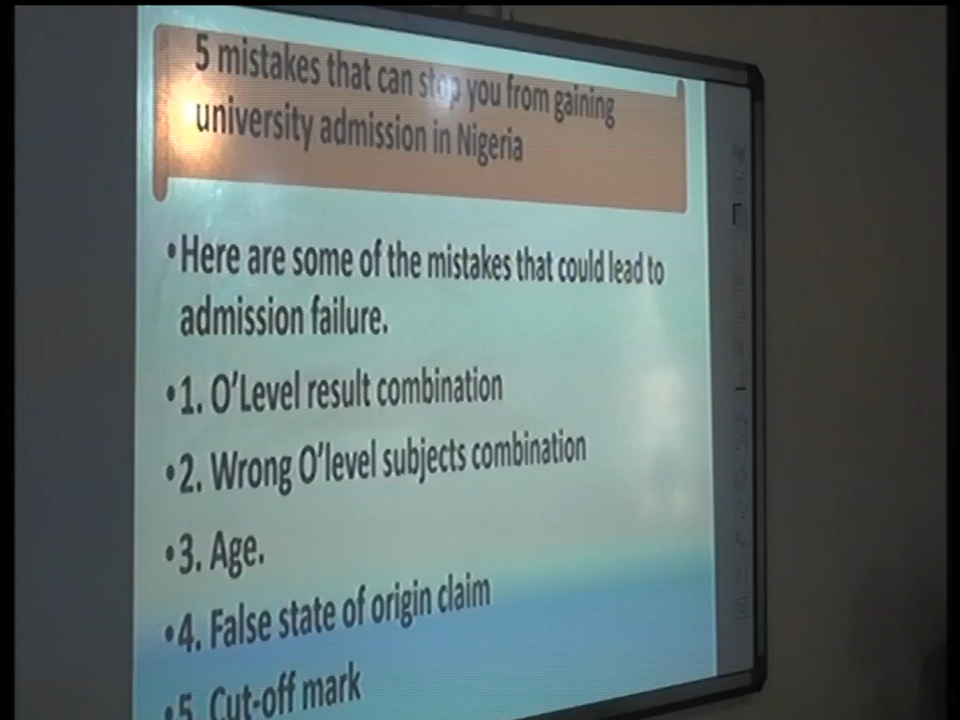 5 mistakes that can stop you from gaining
university admission in Nigeria
•Here are some of the mistakes that could lead to
admission failure.
•1. O'Level result combination
•2. Wrong O'level subjects combination
•3. Age.
•4. False state of origin claim
•5. Cut-off mark